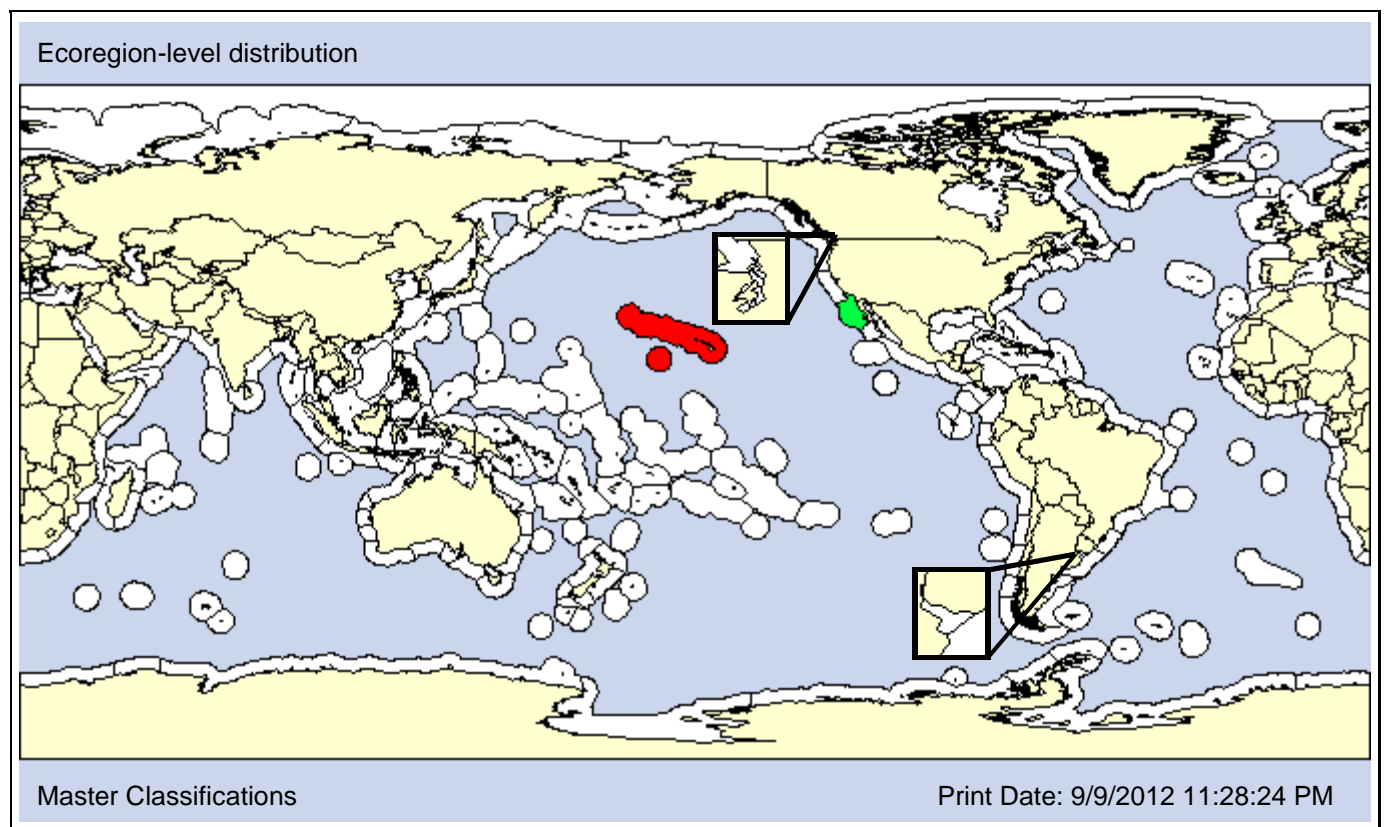 Ecoregion-level distribution
Master Classifications
Print Date: 9/9/2012 11:28:24 PM